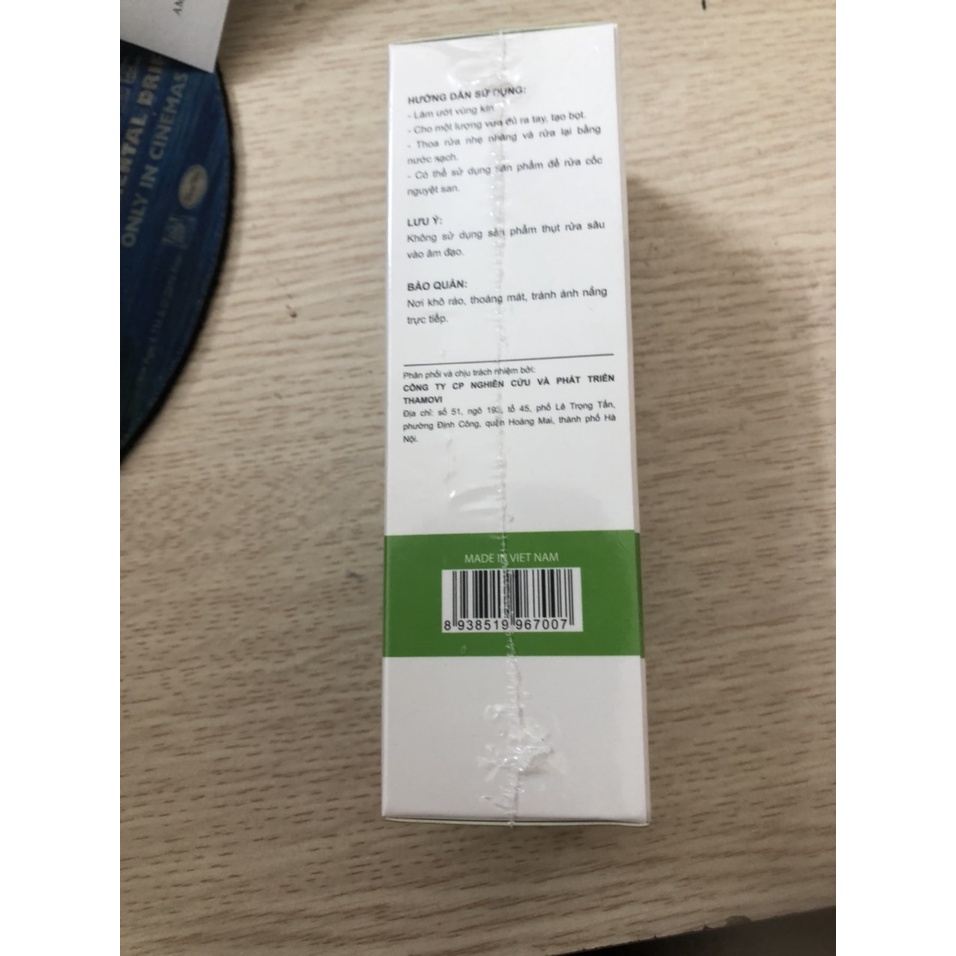 AM
ENTAL DRIF
ONLY IN CINEMAS
HƯỚNG DẪN SỬ DỤNG:
- Làm ướt vùng kín
- Cho một lượng vừa đủ ra tay, tạo bọt.
- Thoa rửa nhẹ nhàng và rửa lại bằng
nước sạch.
- Có thể sử dụng sản phẩm để rửa cốc
nguyệt san.
LƯU Ý:
Không sử dụng sản phẩm thụt rửa sâu
vào âm đạo.
BẢO QUẢN:
Nơi khô ráo, thoáng mát, tránh ánh nắng
trực tiếp.
Phân phối và chịu trách nhiệm bởi:
CÔNG TY CP NGHIÊN CỨU VÀ PHÁT TRIỂN
THAMOVI
Địa chỉ: số 51, ngõ tổ 45, phố Lê Trọng Tấn,
phường Định Công, quận Hoàng Mai, thành phố Hà
Nội.
MADE IN VIET NAM
8 938519 967007